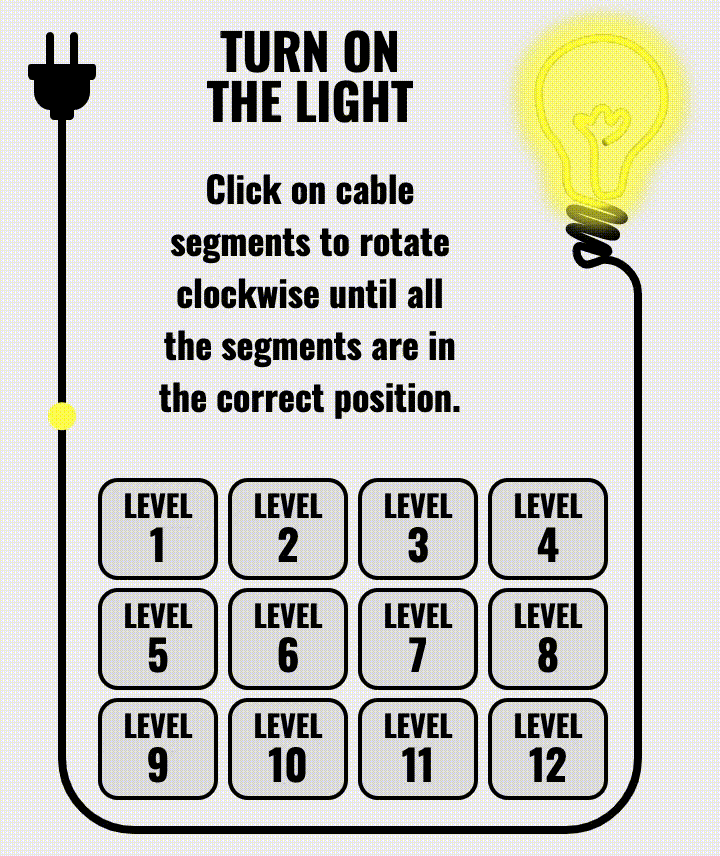 TURN ON
THE LIGHT
Click on cable
segments to rotate
clockwise until all
the segments are in
the correct position.
LEVEL
1
LEVEL
2
LEVEL
3
LEVEL
4
LEVEL
5
LEVEL
6
LEVEL
7
LEVEL
8
LEVEL
9
LEVEL
10
LEVEL
11
LEVEL
12